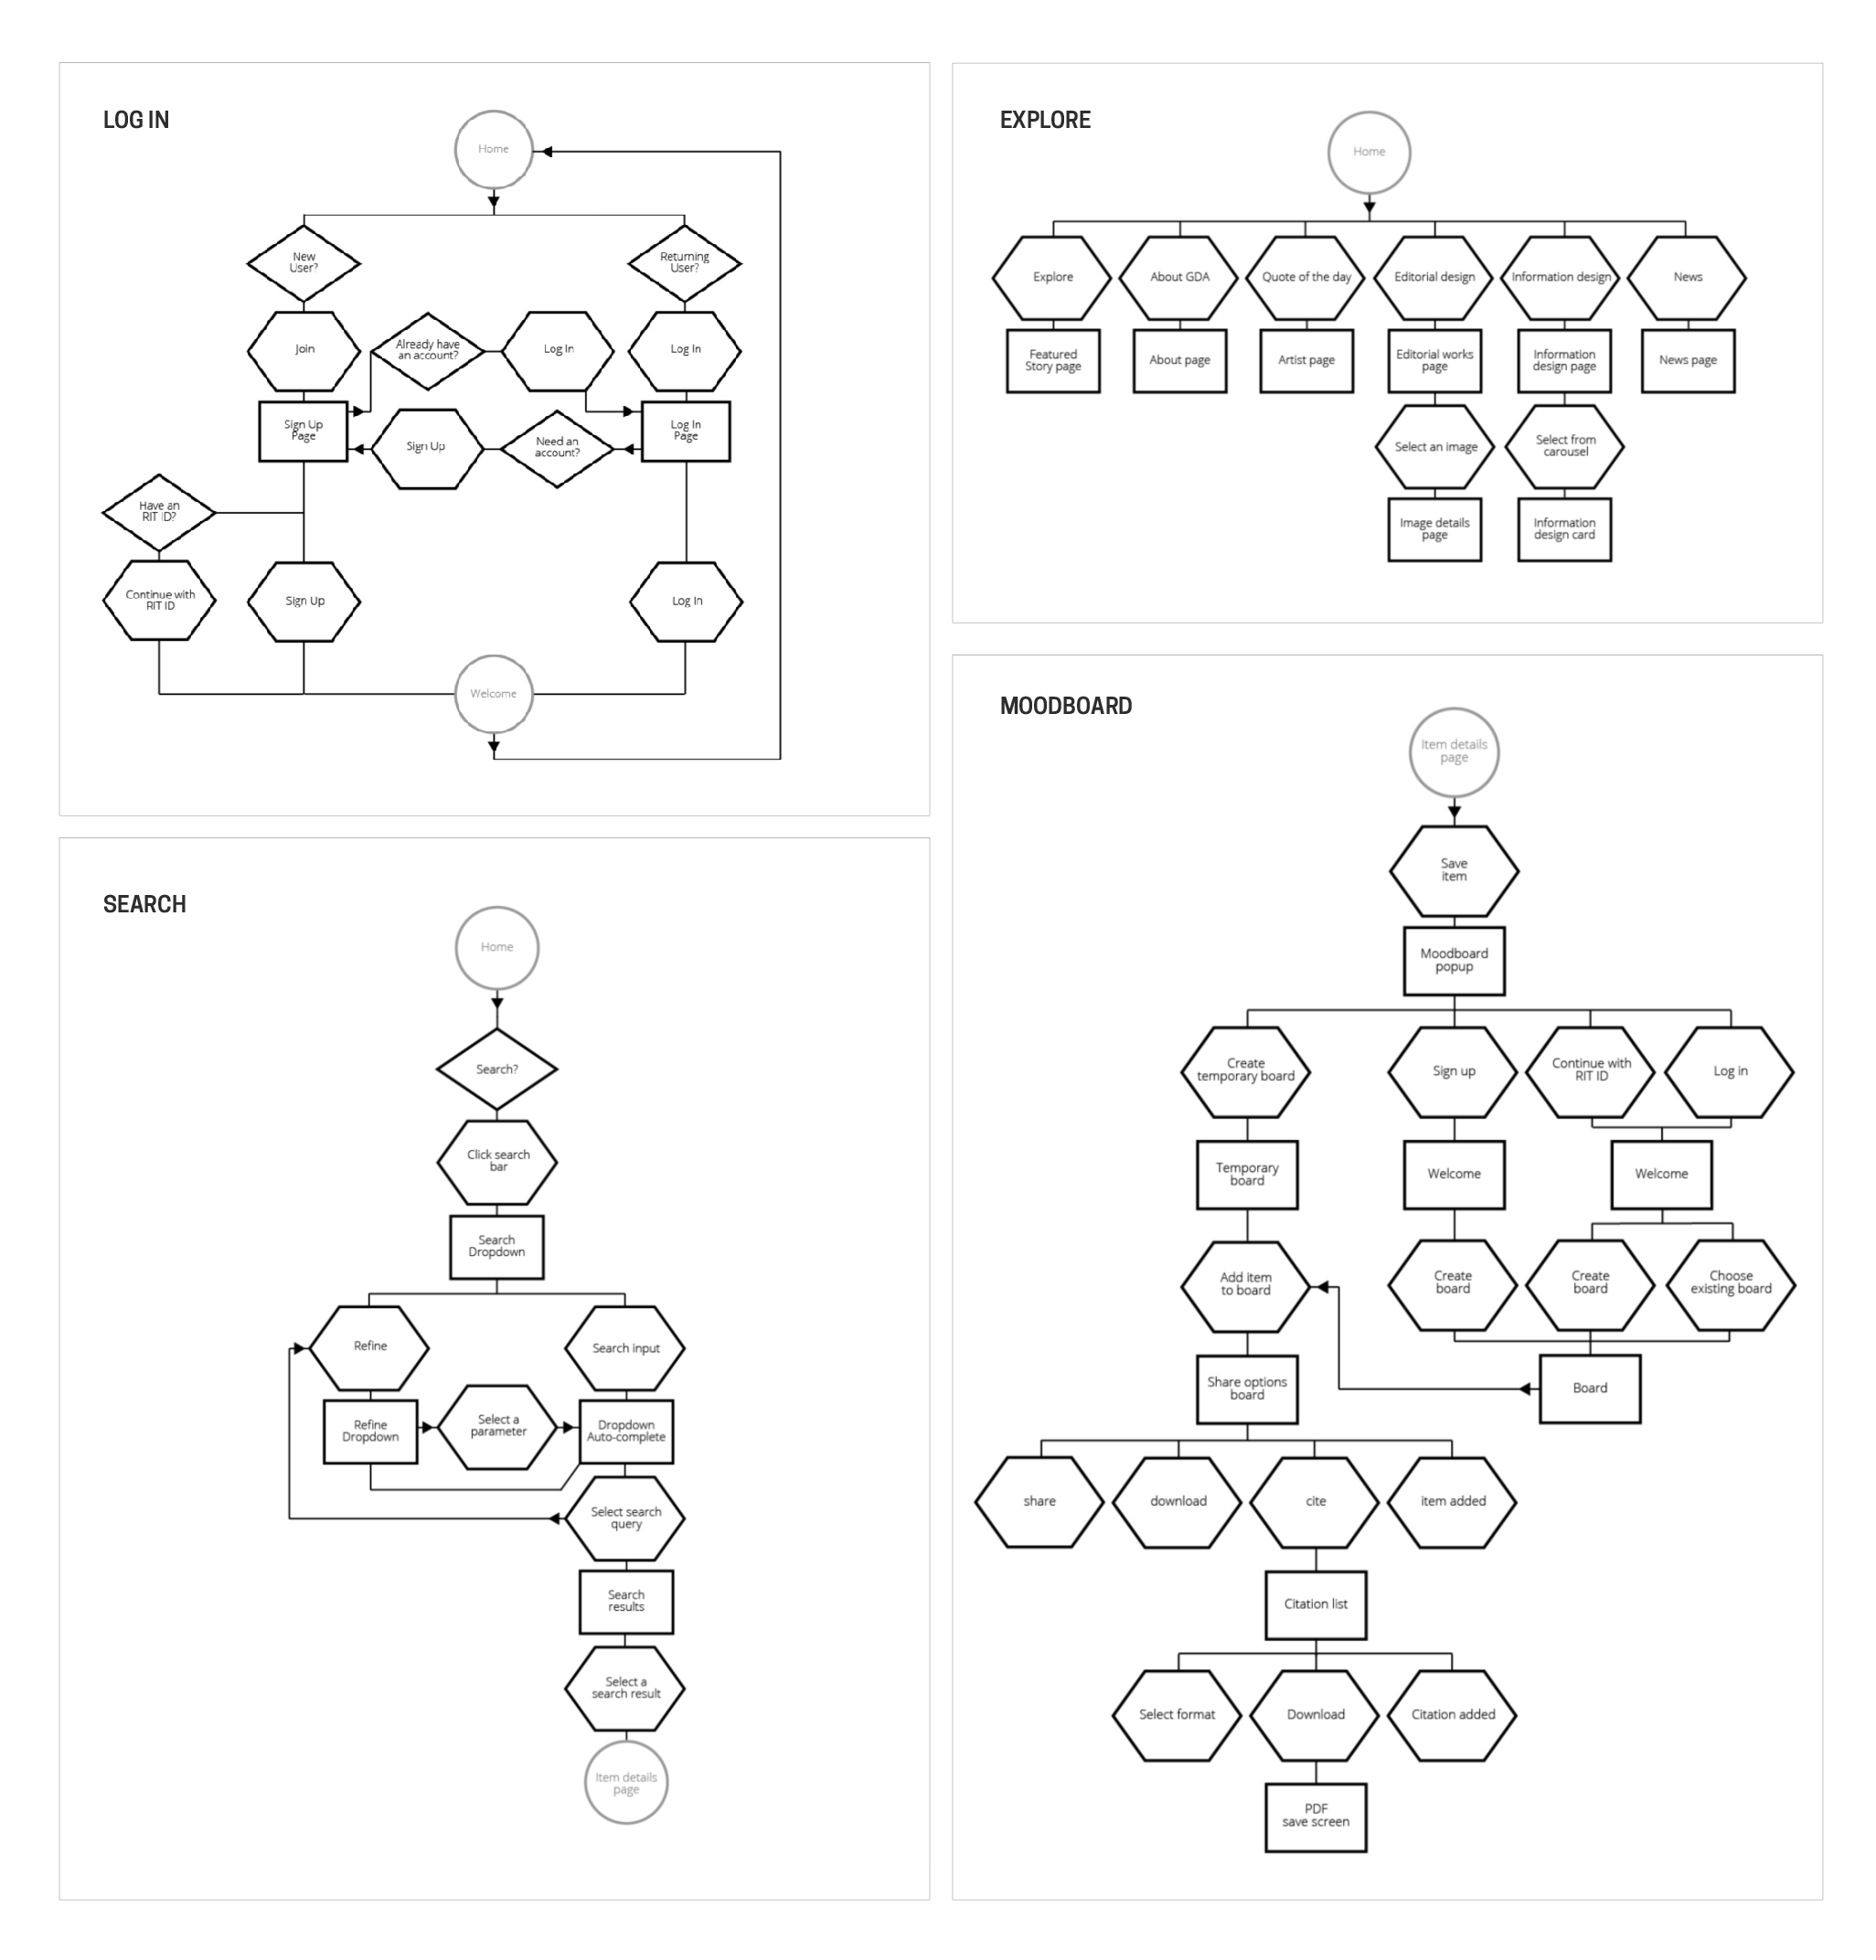 LOG IN
Home
New
User?
Returning
User?
Join
Already have
an account?
Log In
Log In
Sign Up
Page
Sign Up
Need an
account?
Log In
Page
Have an
RIT ID?
Continue with
RIT ID
Sign Up
Log In
Welcome
EXPLORE
Home
Explore
About GDA
Quote of the day
Editorial design
Information design
News
Featured
Story page
About page
Artist page
Editorial works
page
Information
design page
News page
Select an image
Select from
carousel
Image details
page
Information
design card
SEARCH
Home
Search?
Click search
bar
Search
Dropdown
Refine
Search input
Refine
Dropdown
Select a
parameter
Dropdown
Auto-complete
Select search
query
Search
results
Select a
search result
Item details
page
MOODBOARD
Item details
page
Save
item
Moodboard
popup
Create
temporary board
Sign up
Continue with
RIT ID
Log in
Temporary
board
Welcome
Welcome
Add item
to board
Create
board
Create
board
Choose
existing board
Share options
board
Board
share
download
cite
item added
Citation list
Select format
Download
Citation added
PDF
save screen